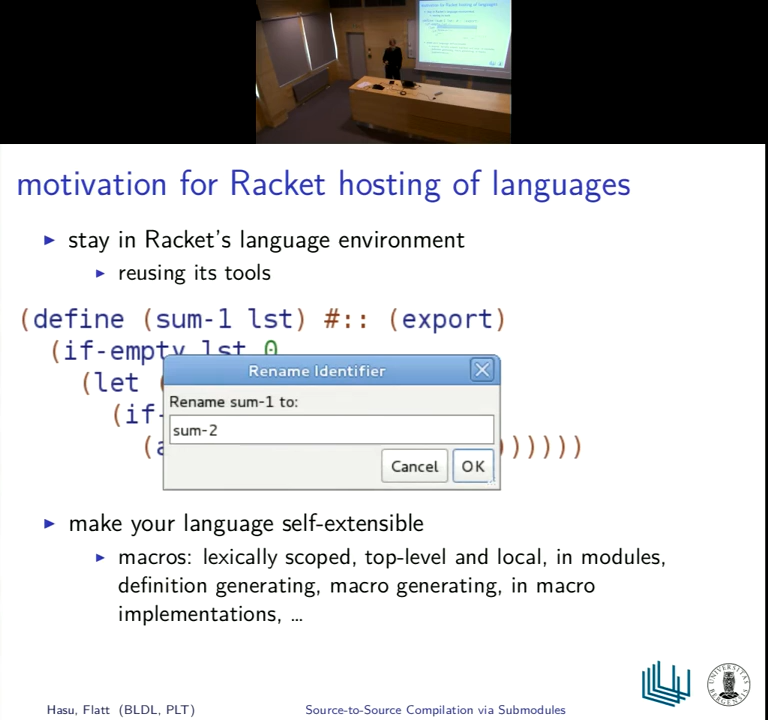 motivation for Racket hosting of languages
▶ stay in Racket's language environment
▶ reusing its tools
(define (sum-1 lst) #:: (export)
(if-empty lst 0
(let (
(if-
(a )))))
Rename Identifier
Rename sum-1 to:
sum-2
Cancel OK
▶ make your language self-extensible
▶ macros: lexically scoped, top-level and local, in modules,
definition generating, macro generating, in macro
implementations, …
UNIVERSITAS
BERGENSIS
Hasu, Flatt (BLDL, PLT) Source-to-Source Compilation via Submodules